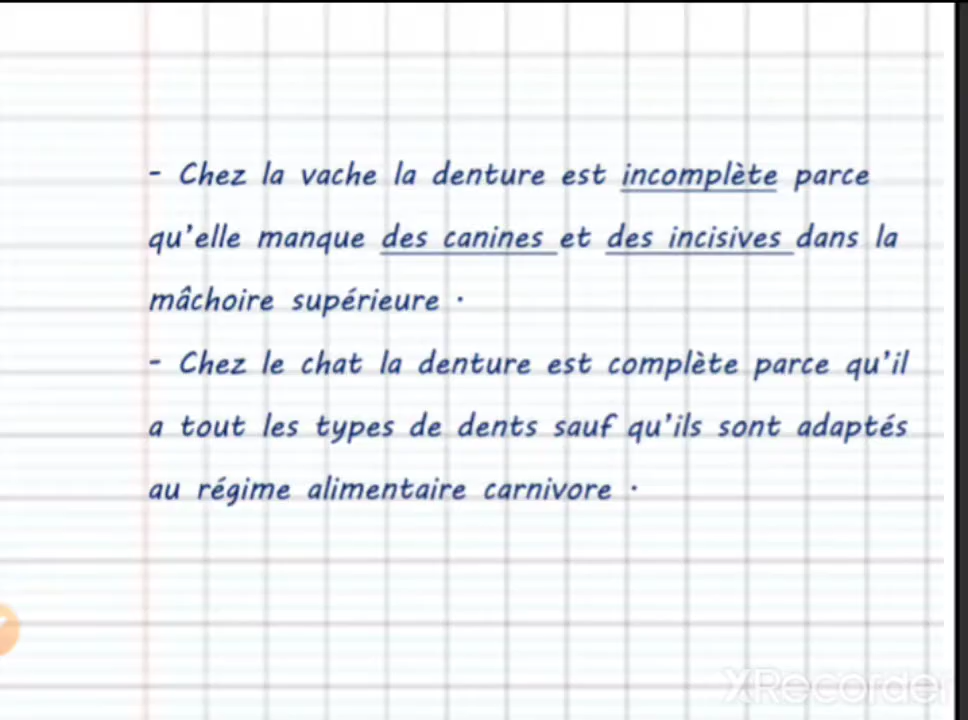 - Chez la vache la denture est incomplète parce
qu'elle manque des canines et des incisives dans la
mâchoire supérieure .
- Chez le chat la denture est complète parce qu'il
a tout les types de dents sauf qu'ils sont adaptés
au régime alimentaire carnivore .
XRecorder